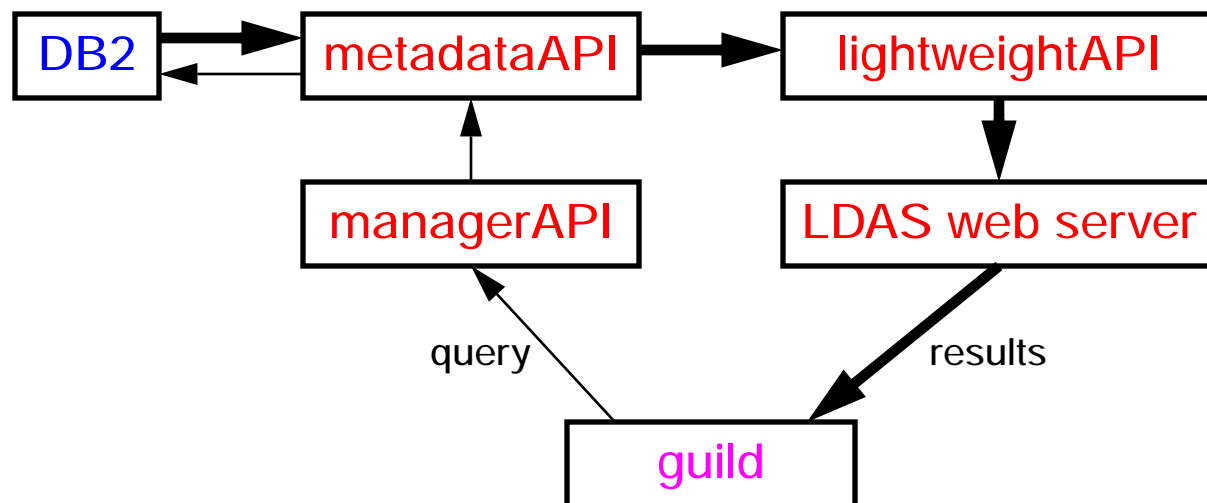 DB2
metadataAPI
lightweightAPI
managerAPI
LDAS web server
query
results
guild